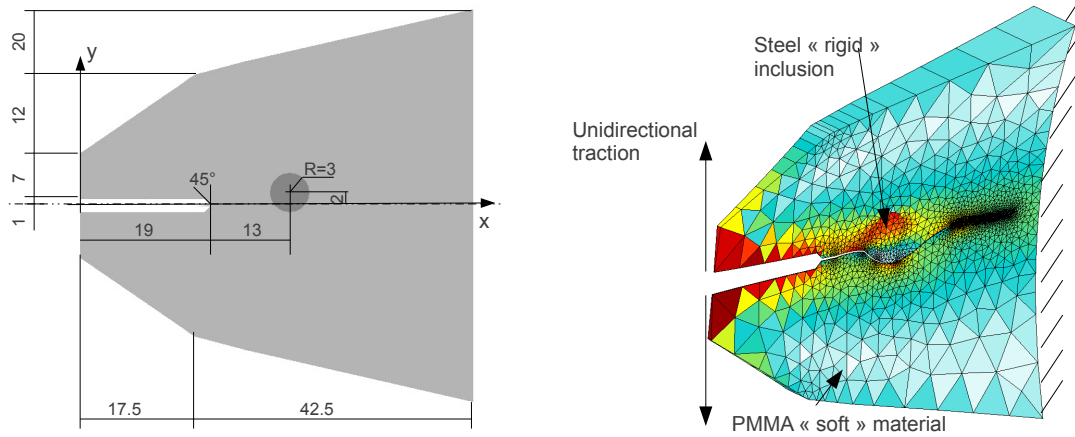 20
12
7
1
y
45°
R=3
2
x
19
13
17.5
42.5
Steel « rigid »
inclusion
Unidirectional
traction
PMMA « soft » material